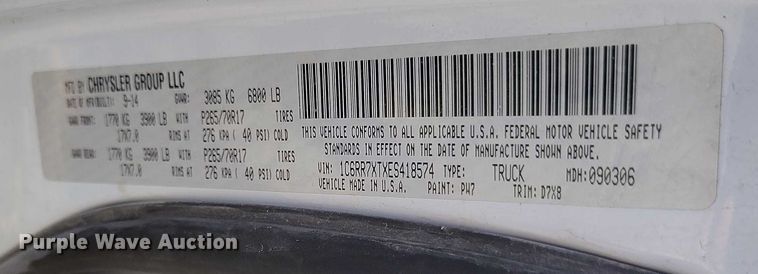 MFG BY CHRYSLER GROUP LLC
DATE OF MFR(BUILT): 9-14 GVWR: 3085 KG 6800 LB
GAWR FRONT: 1770 KG 3900 LB WITH P265/70R17 TIRES
17X7.0 RIMS AT 276 KPA( 40 PSI) COLD
GAWR REAR: 1770 KG 3900 LB WITH P265/70R17 TIRES
17X7.0 RIMS AT 276 KPA( 40 PSI) COLD
THIS VEHICLE CONFORMS TO ALL APPLICABLE U.S.A. FEDERAL MOTOR VEHICLE SAFETY
STANDARDS IN EFFECT ON THE DATE OF MANUFACTURE SHOWN ABOVE.
VIN: 1C6RR7XTXES418574 TYPE: TRUCK MDH:090306
VEHICLE MADE IN U.S.A. PAINT: PW7 TRIM: D7X8
Purple Wave Auction